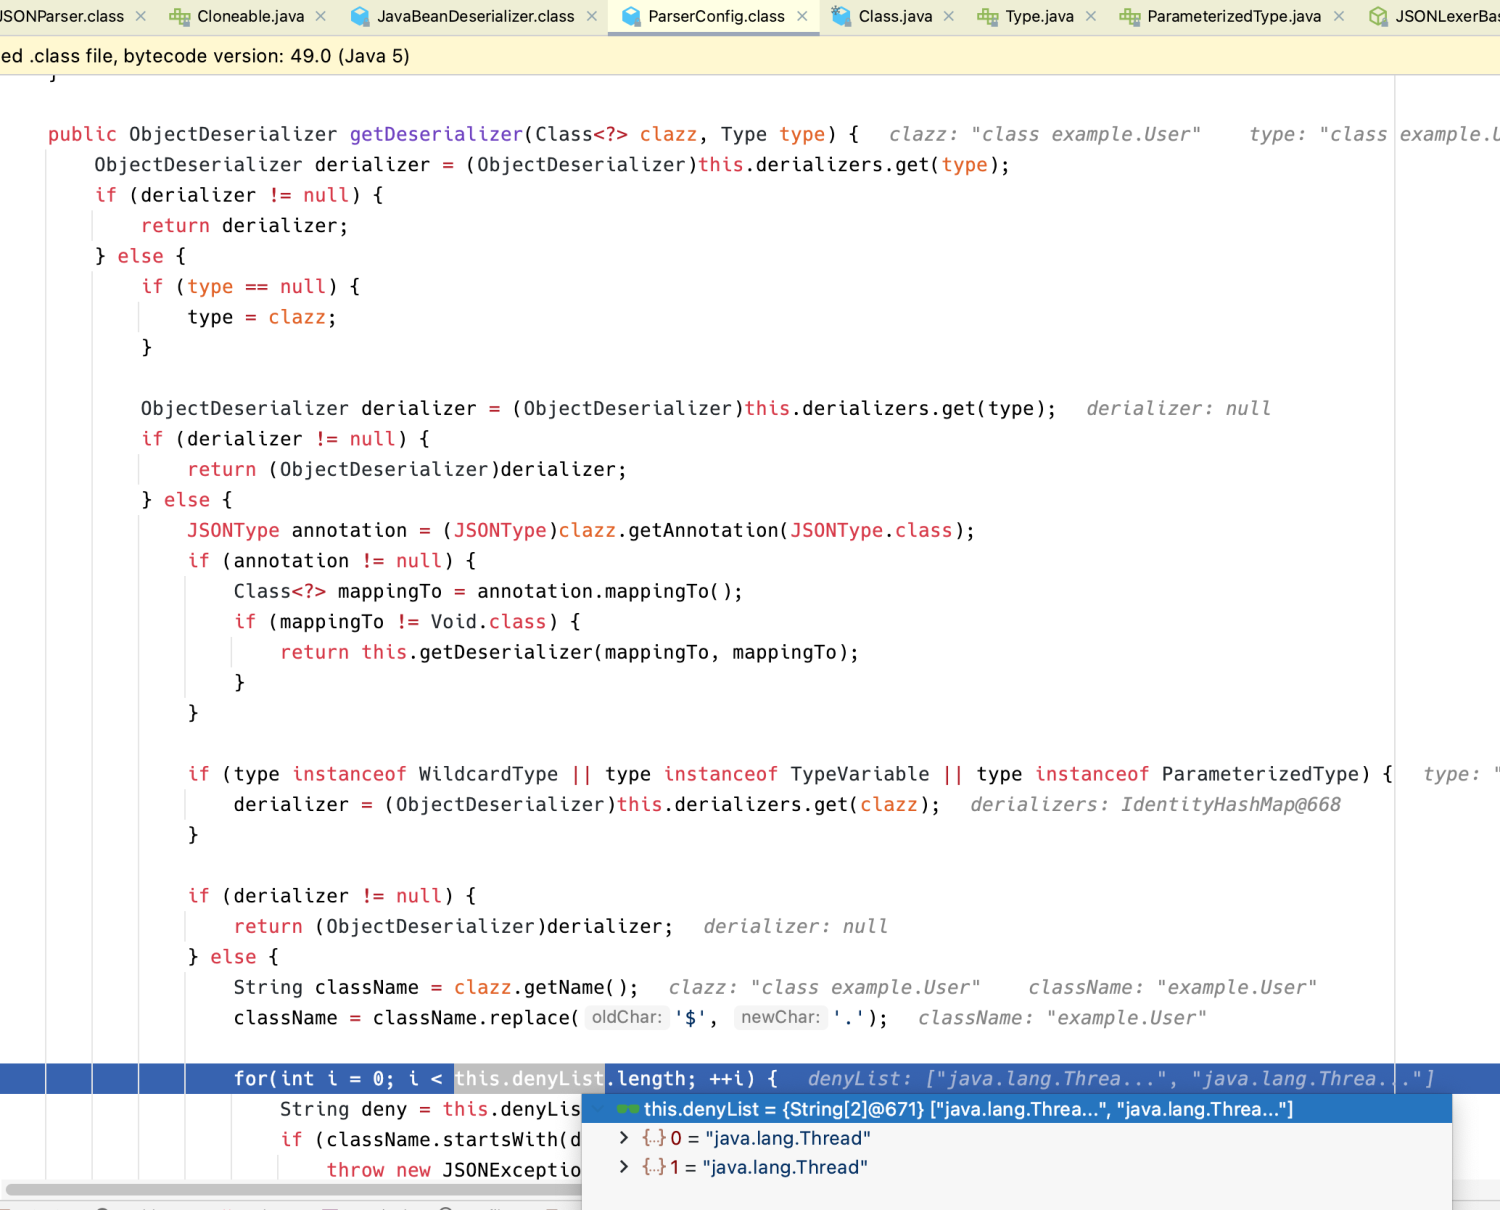 JSONParser.class Cloneable.java JavaBeanDeserializer.class ParserConfig.class Class.java Type.java ParameterizedType.java JSONLexerBas
ed .class file, bytecode version: 49.0 (Java 5)
}
public ObjectDeserializer getDeserializer(Class<?> clazz, Type type) { clazz: "class example.User" type: "class example.U
ObjectDeserializer derializer = (ObjectDeserializer)this.derializers.get(type);
if (derializer != null) {
return derializer;
} else {
if (type == null) {
type = clazz;
}
ObjectDeserializer derializer = (ObjectDeserializer)this.derializers.get(type); derializer: null
if (derializer != null) {
return (ObjectDeserializer)derializer;
} else {
JSONType annotation = (JSONType)clazz.getAnnotation(JSONType.class);
if (annotation != null) {
Class<?> mappingTo = annotation.mappingTo();
if (mappingTo != Void.class) {
return this.getDeserializer(mappingTo, mappingTo);
}
}
if (type instanceof WildcardType || type instanceof TypeVariable || type instanceof ParameterizedType) { type: "
derializer = (ObjectDeserializer)this.derializers.get(clazz); derializers: IdentityHashMap@668
}
if (derializer != null) {
return (ObjectDeserializer)derializer; derializer: null
} else {
String className = clazz.getName(); clazz: "class example.User" className: "example.User"
className = className.replace( oldChar: '$', newChar: '.'); className: "example.User"
for(int i = 0; i < this.denyList.length; ++i) { denyList: ["java.lang.Threa...", "java.lang.Threa..."]
String deny = this.denyLis
this.denyList = {String[2]@671} ["java.lang.Threa...", "java.lang.Threa..."]
if (className.startsWith(d
{..} 0 = "java.lang.Thread"
throw new JSONExceptio
{..} 1 = "java.lang.Thread"